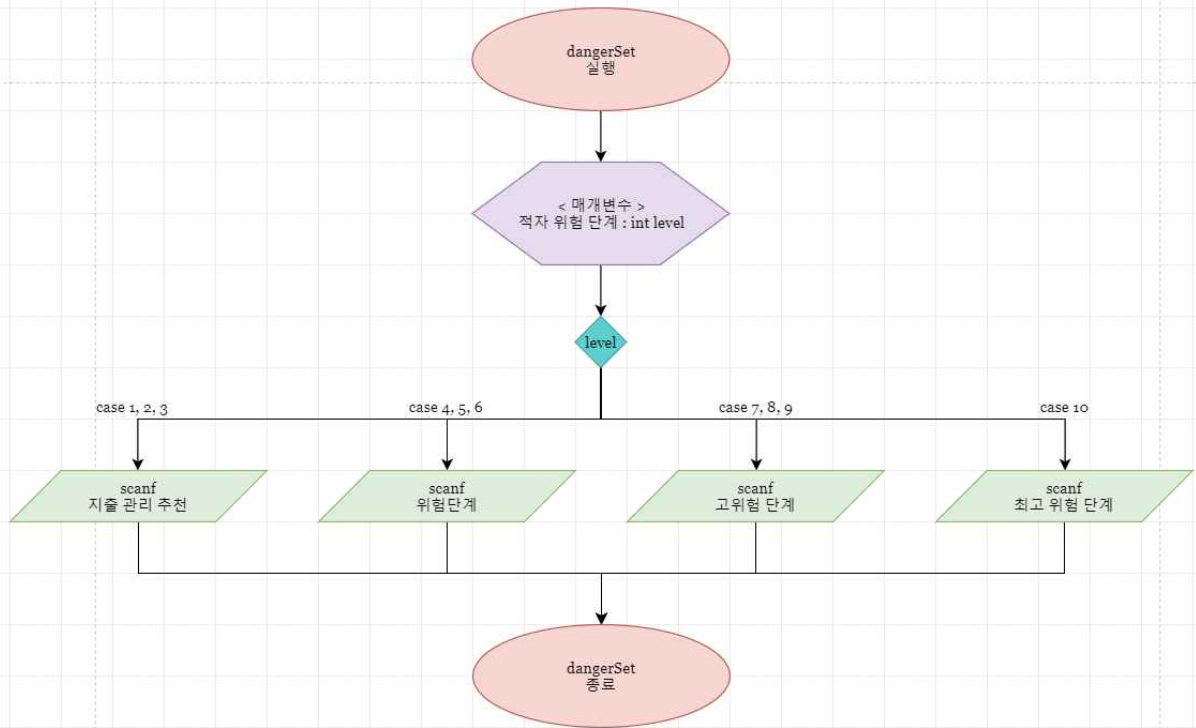 dangerSet
실행
< 매개변수 >
적자 위험 단계 : int level
level
case 1, 2, 3
case 4, 5, 6
case 7, 8, 9
case 10
scanf
지출 관리 추천
scanf
위험단계
scanf
고위험 단계
scanf
최고 위험 단계
dangerSet
종료